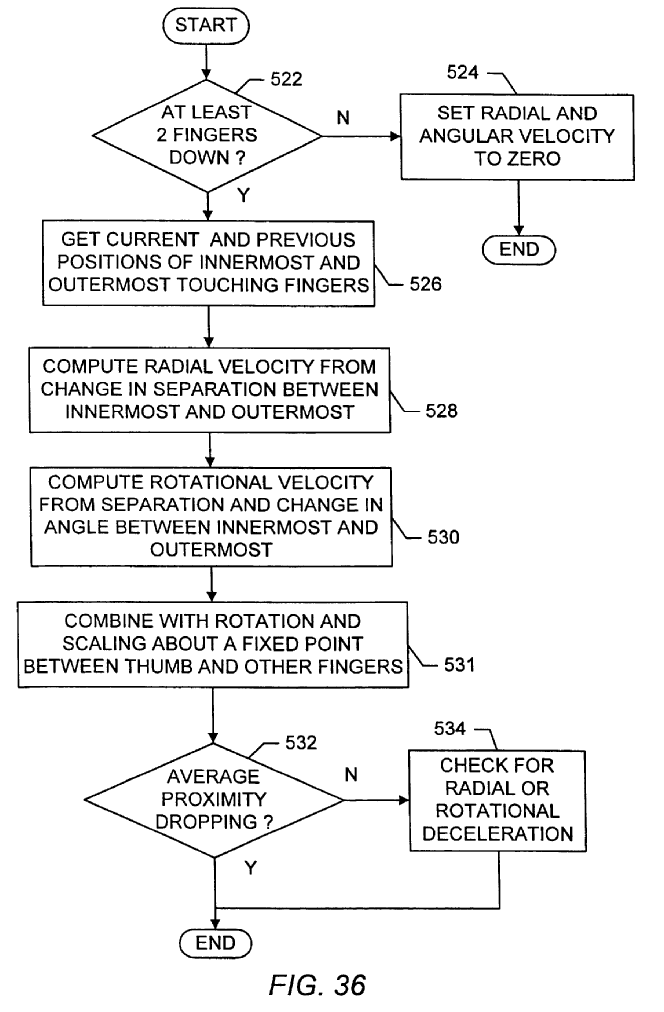 START
522
AT LEAST
2 FINGERS
DOWN ?
N
Y
524
SET RADIAL AND
ANGULAR VELOCITY
TO ZERO
END
GET CURRENT AND PREVIOUS
POSITIONS OF INNERMOST AND
OUTERMOST TOUCHING FINGERS
526
COMPUTE RADIAL VELOCITY FROM
CHANGE IN SEPARATION BETWEEN
INNERMOST AND OUTERMOST
528
COMPUTE ROTATIONAL VELOCITY
FROM SEPARATION AND CHANGE IN
ANGLE BETWEEN INNERMOST AND
OUTERMOST
530
COMBINE WITH ROTATION AND
SCALING ABOUT A FIXED POINT
BETWEEN THUMB AND OTHER FINGERS
531
532
AVERAGE
PROXIMITY
DROPPING ?
N
Y
534
CHECK FOR
RADIAL OR
ROTATIONAL
DECELERATION
END
FIG. 36